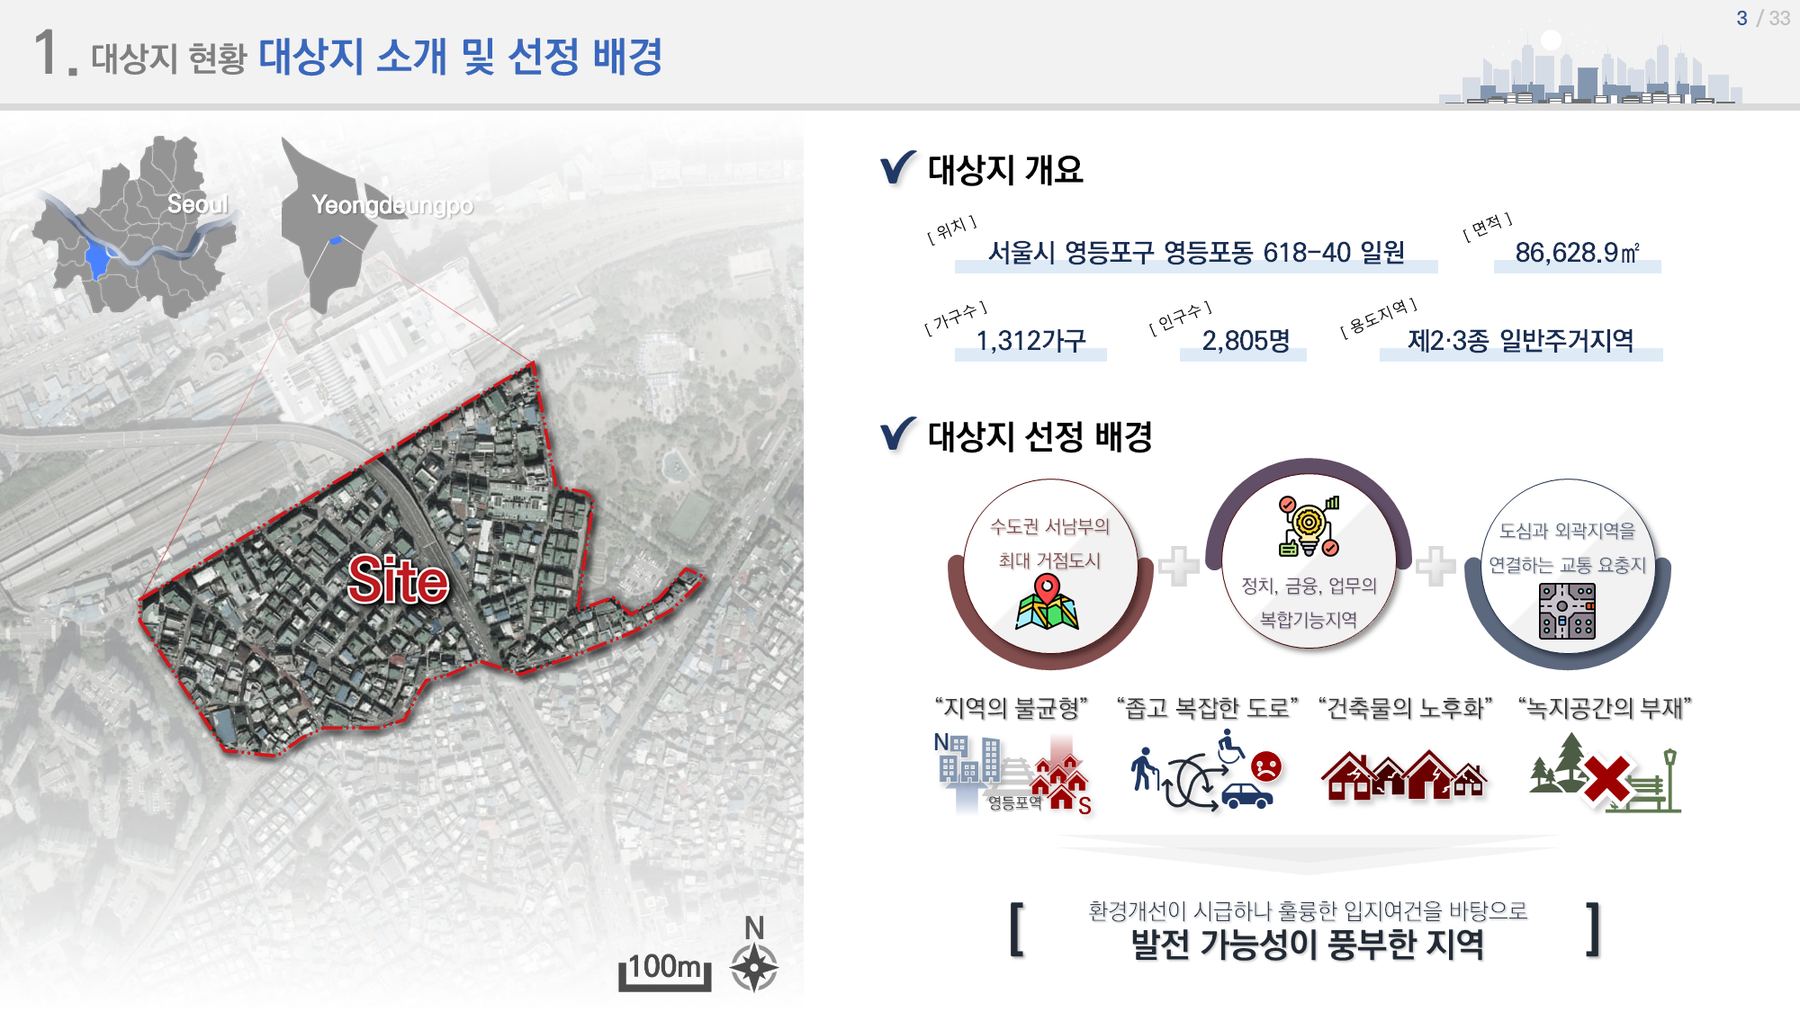 1. 대상지 현황 대상지 소개 및 선정 배경
3 / 33
Seoul
Yeongdeungpo
Site
100m
N
대상지 개요
[ 위치 ]
서울시 영등포구 영등포동 618-40 일원
[ 면적 ]
86,628.9㎡
[ 가구수 ]
1,312가구
[ 인구수 ]
2,805명
[ 용도지역 ]
제2·3종 일반주거지역
대상지 선정 배경
수도권 서남부의
최대 거점도시
정치, 금융, 업무의
복합기능지역
도심과 외곽지역을
연결하는 교통 요충지
“지역의 불균형”
N
영등포역
S
“좁고 복잡한 도로”
“건축물의 노후화”
“녹지공간의 부재”
[ 환경개선이 시급하나 훌륭한 입지여건을 바탕으로
발전 가능성이 풍부한 지역 ]